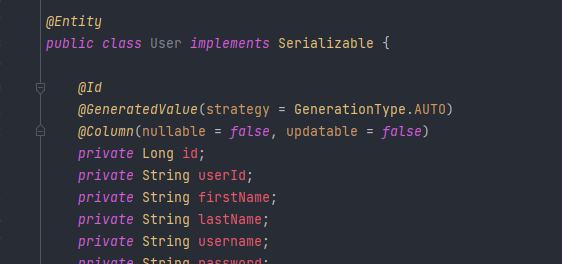 @Entity
public class User implements Serializable {
@Id
@GeneratedValue(strategy = GenerationType.AUTO)
@Column(nullable = false, updatable = false)
private Long id;
private String userId;
private String firstName;
private String lastName;
private String username;
private String password;